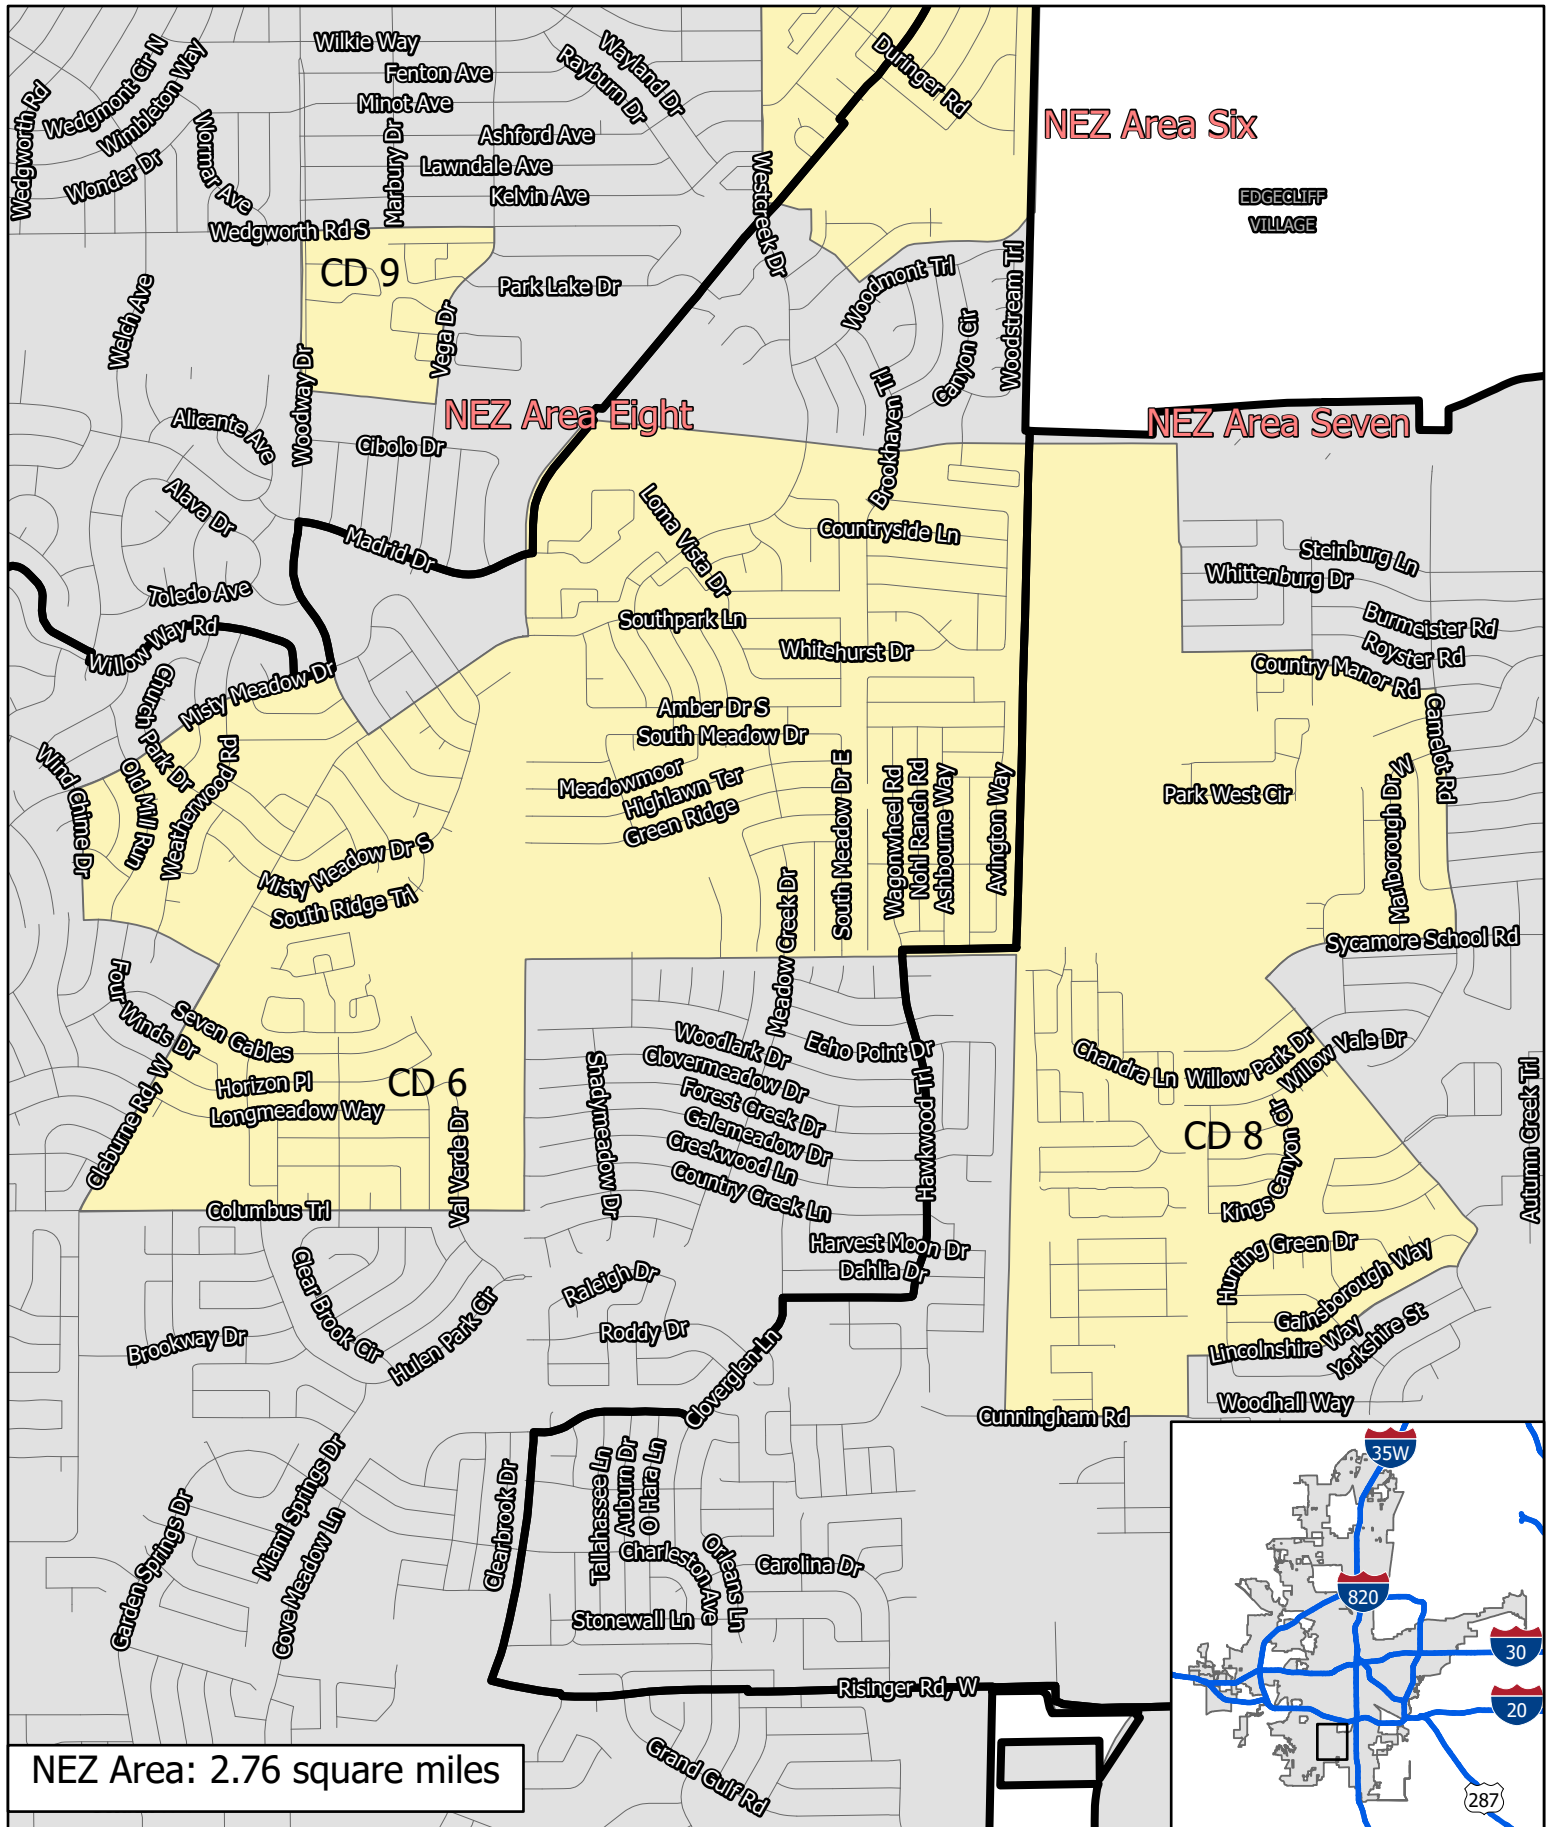 Wilkie Way
Wayland Dr
Rayburn Dr
Duringer Rd
Wedgmont Cir N
Wimbleton Way
Fenton Ave
Minot Ave
Wedgworth Rd
Wormar Ave
Marbury Dr
Ashford Ave
NEZ Area Six
Wonder Dr
Lawndale Ave
Kelvin Ave
Westcreek Dr
EDGECLIFF
VILLAGE
Wedgworth Rd S
CD 9
Park Lake Dr
Woodmont Trl
Woodstream Trl
Welch Ave
Vega Dr
Canyon Cir
Woodway Dr
Brookhaven Trl
NEZ Area Eight
NEZ Area Seven
Alicante Ave
Cibolo Dr
Alava Dr
Loma Vista Dr
Countryside Ln
Madrid Dr
Steinburg Ln
Whittenburg Dr
Toledo Ave
Southpark Ln
Burmeister Rd
Willow Way Rd
Whitehurst Dr
Royster Rd
Country Manor Rd
Church Park Dr
Misty Meadow Dr
Amber Dr S
South Meadow Dr
Camelot Rd
Wind Chime Dr
Old Mill Run
Weatherwood Rd
Meadowmoor
Highlawn Ter
Green Ridge
South Meadow Dr E
Wagonwheel Rd
Nohl Ranch Rd
Ashbourne Way
Avington Way
Park West Cir
Marlborough Dr W
Misty Meadow Dr S
South Ridge Trl
Meadow Creek Dr
Sycamore School Rd
Four Winds Dr
Seven Gables
Woodlark Dr
Echo Point Dr
Chandra Ln
Willow Park Dr
Willow Vale Dr
Shadymeadow Dr
Clovermeadow Dr
Horizon Pl
CD 6
Forest Creek Dr
Longmeadow Way
Galemeadow Dr
CD 8
Cleburne Rd, W
Val Verde Dr
Creekwood Ln
Hawkwood Trl
Kings Canyon Cir
Autumn Creek Trl
Country Creek Ln
Columbus Trl
Harvest Moon Dr
Dahlia Dr
Hunting Green Dr
Clear Brook Cir
Raleigh Dr
Gainsborough Way
Brookway Dr
Hulen Park Cir
Roddy Dr
Lincolnshire Way
Yorkshire St
Cloverglen Ln
Woodhall Way
Cunningham Rd
Miami Springs Dr
Garden Springs Dr
Cove Meadow Ln
Clearbrook Dr
Tallahassee Ln
Auburn Dr
O Hara Ln
Charleston Ave
Orleans Ln
Carolina Dr
Stonewall Ln
Risinger Rd, W
Grand Gulf Rd
35W
820
30
20
287
NEZ Area: 2.76 square miles